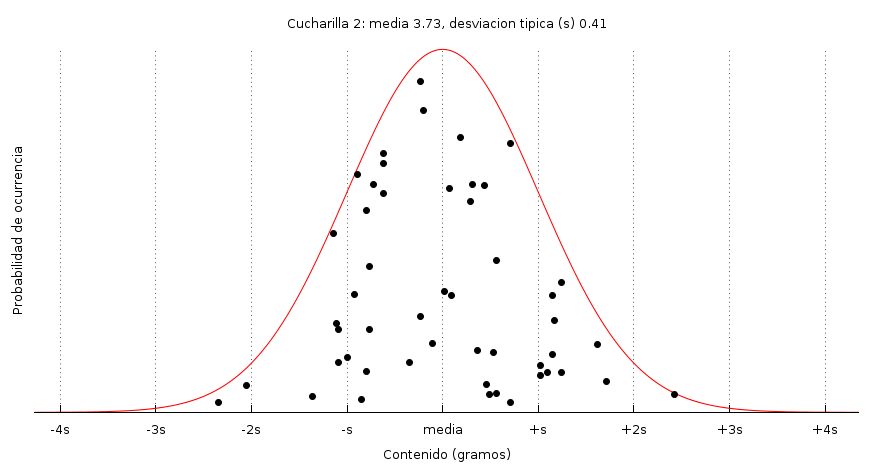 Cucharilla 2: media 3.73, desviacion tipica (s) 0.41
Probabilidad de ocurrencia
-4s -3s -2s -s media +s +2s +3s +4s
Contenido (gramos)